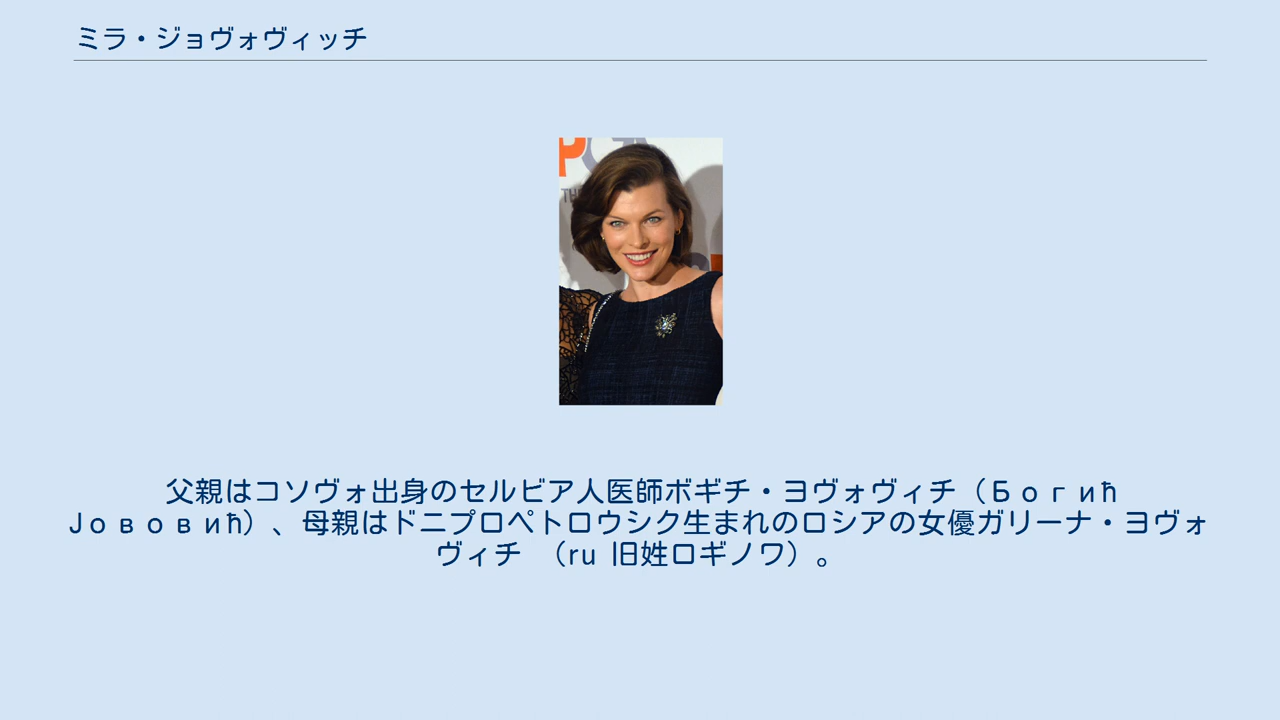 ミラ・ジョヴォヴィッチ
P
TH
父親はコソヴォ出身のセルビア人医師ボギチ・ヨヴォヴィチ（Богић
Јововић）、母親はドニプロペトロウシク生まれのロシアの女優ガリーナ・ヨヴォ
ヴィチ （ru 旧姓ロギノワ）。